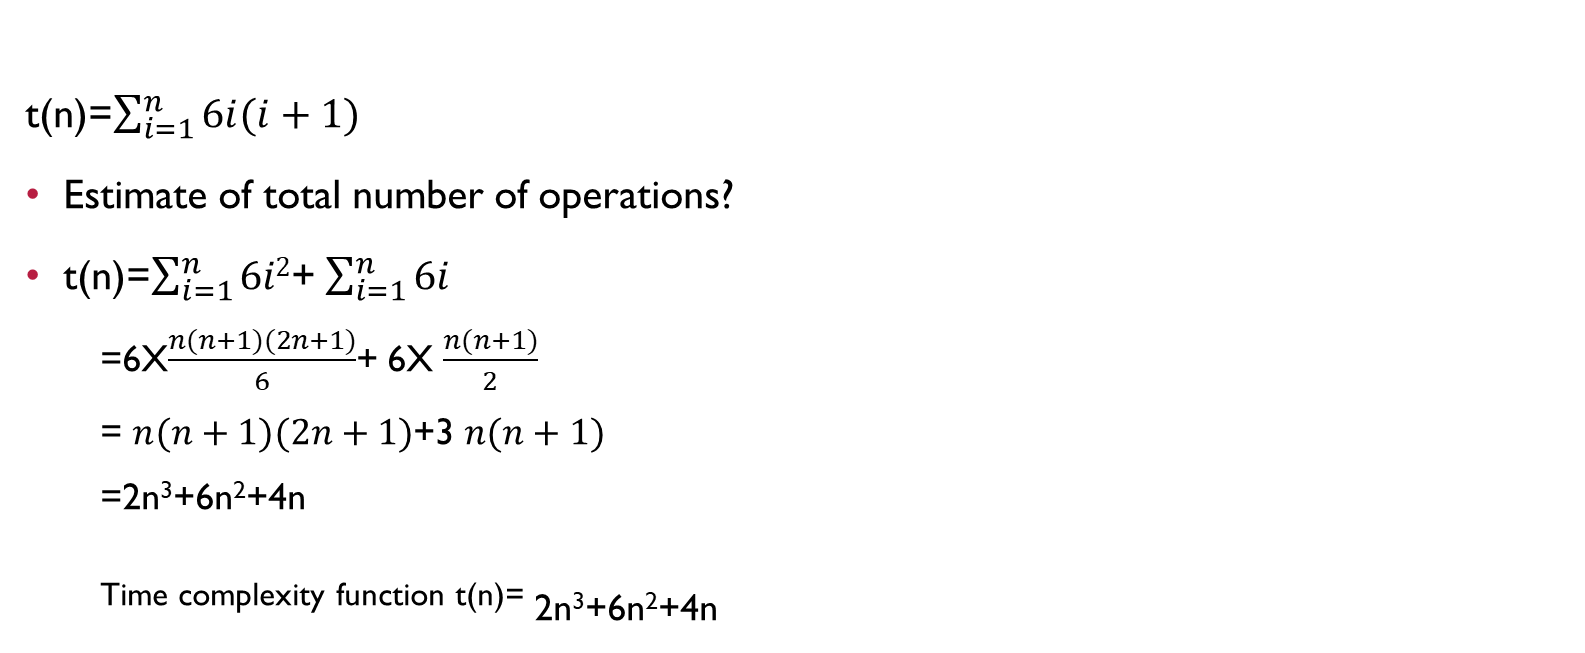 t(n)=∑ⁿᵢ₌₁ 6i(i + 1)
• Estimate of total number of operations?
• t(n)=∑ⁿᵢ₌₁ 6i²+ ∑ⁿᵢ₌₁ 6i
=6X n(n+1)(2n+1)/6 + 6X n(n+1)/2
= n(n + 1)(2n + 1)+3 n(n + 1)
=2n³+6n²+4n
Time complexity function t(n)= 2n³+6n²+4n